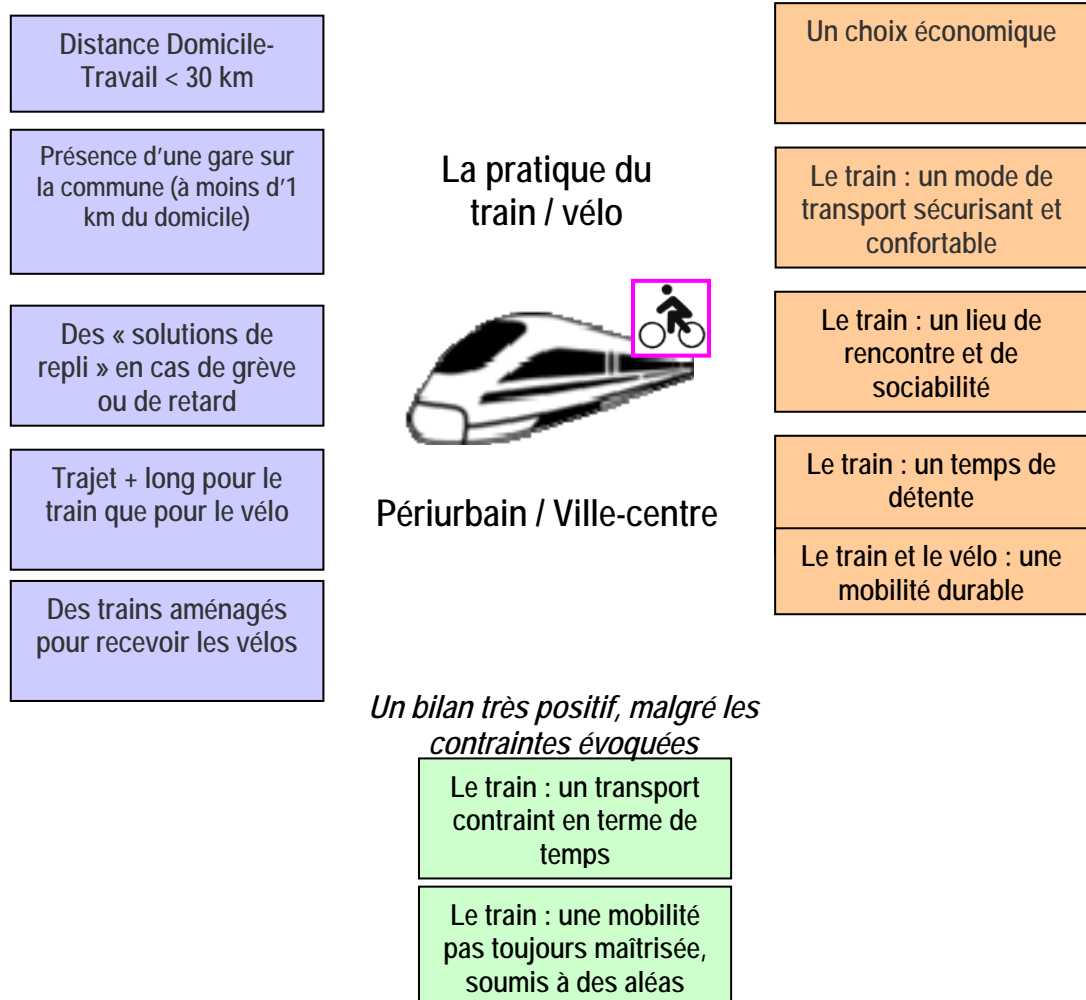 Distance Domicile-
Travail < 30 km
Présence d'une gare sur
la commune (à moins d'1
km du domicile)
Des « solutions de
repli » en cas de grève
ou de retard
Trajet + long pour le
train que pour le vélo
Des trains aménagés
pour recevoir les vélos
La pratique du
train / vélo
Périurbain / Ville-centre
Un choix économique
Le train : un mode de
transport sécurisant et
confortable
Le train : un lieu de
rencontre et de
sociabilité
Le train : un temps de
détente
Le train et le vélo : une
mobilité durable
Un bilan très positif, malgré les
contraintes évoquées
Le train : un transport
contraint en terme de
temps
Le train : une mobilité
pas toujours maîtrisée,
soumis à des aléas